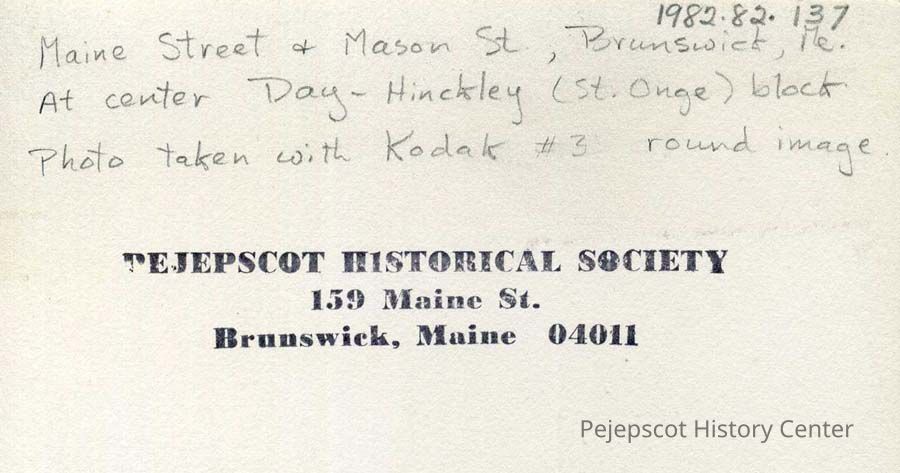 1982.82.137
Maine Street & Mason St., Brunswick, Me.
At center Day-Hinckley (St. Onge) block
Photo taken with Kodak #3 round image.
PEJEPSCOT HISTORICAL SOCIETY
159 Maine St.
Brunswick, Maine 04011
Pejepscot History Center